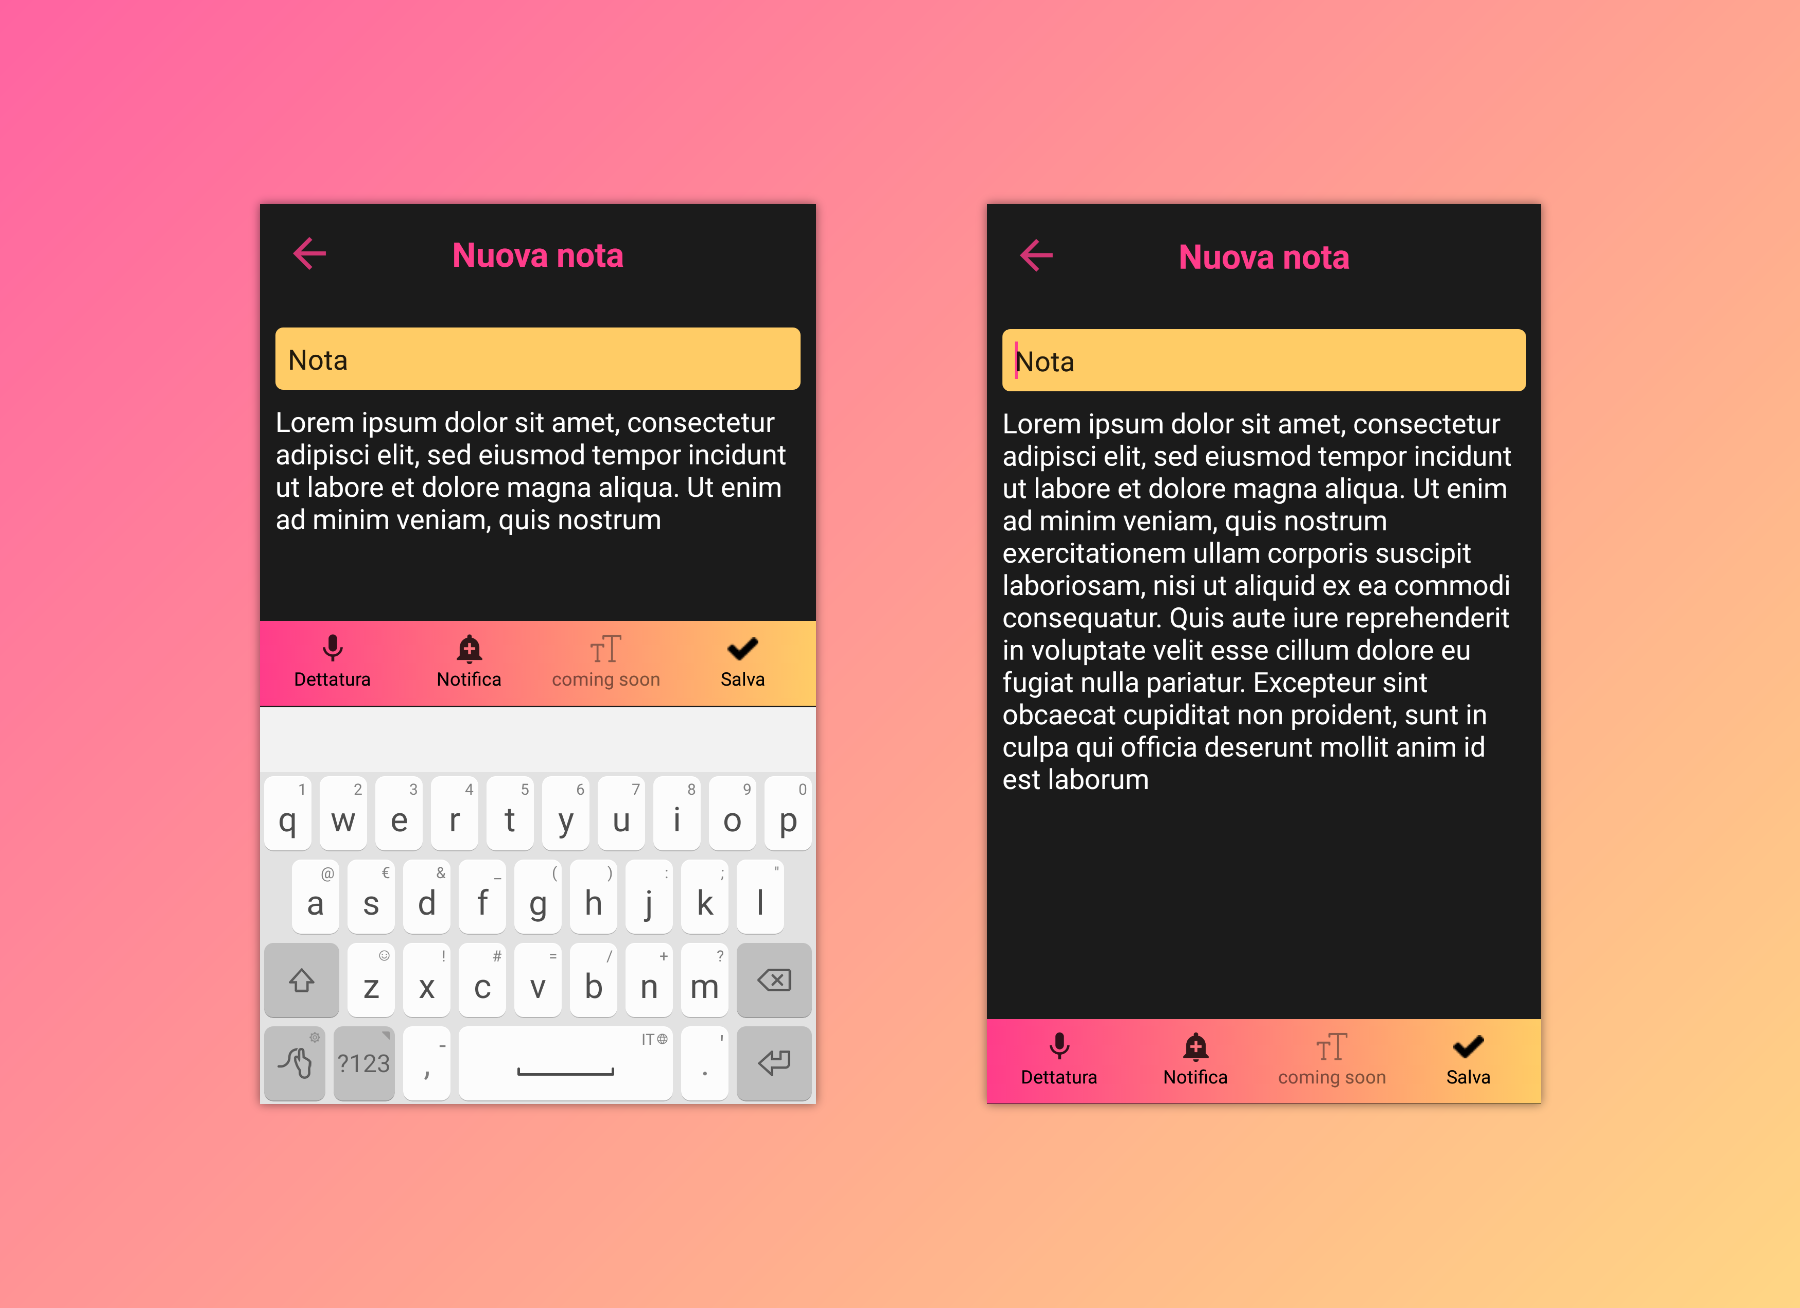 Nuova nota
Nota
Lorem ipsum dolor sit amet, consectetur
adipisci elit, sed eiusmod tempor incidunt
ut labore et dolore magna aliqua. Ut enim
ad minim veniam, quis nostrum
Dettatura Notifica coming soon Salva
1 2 3 4 5 6 7 8 9 0
q w e r t y u i o p
@ € & _ ( ) : ; "
a s d f g h j k l
! # = / + ?
z x c v b n m
- IT '
?123 , .
Nuova nota
Nota
Lorem ipsum dolor sit amet, consectetur
adipisci elit, sed eiusmod tempor incidunt
ut labore et dolore magna aliqua. Ut enim
ad minim veniam, quis nostrum
exercitationem ullam corporis suscipit
laboriosam, nisi ut aliquid ex ea commodi
consequatur. Quis aute iure reprehenderit
in voluptate velit esse cillum dolore eu
fugiat nulla pariatur. Excepteur sint
obcaecat cupiditat non proident, sunt in
culpa qui officia deserunt mollit anim id
est laborum
Dettatura Notifica coming soon Salva